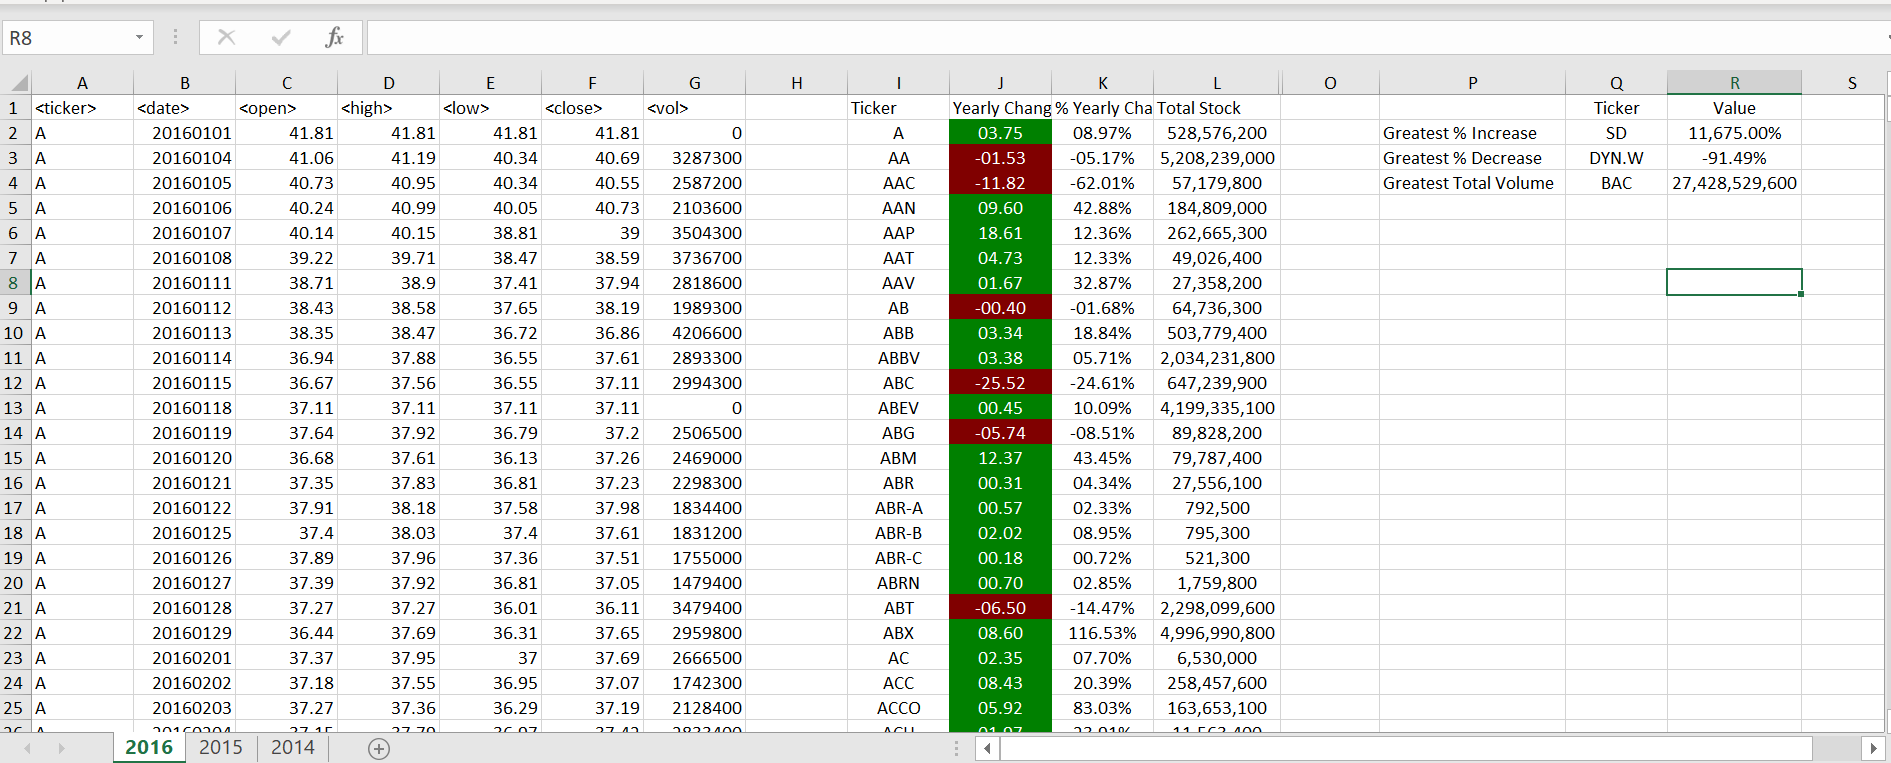 R8 fx
A B C D E F G H I J K L O P Q R S
1 <ticker> <date> <open> <high> <low> <close> <vol> Ticker Yearly Chang % Yearly Cha Total Stock Ticker Value
2 A 20160101 41.81 41.81 41.81 41.81 0 A 03.75 08.97% 528,576,200 Greatest % Increase SD 11,675.00%
3 A 20160104 41.06 41.19 40.34 40.69 3287300 AA -01.53 -05.17% 5,208,239,000 Greatest % Decrease DYN.W -91.49%
4 A 20160105 40.73 40.95 40.34 40.55 2587200 AAC -11.82 -62.01% 57,179,800 Greatest Total Volume BAC 27,428,529,600
5 A 20160106 40.24 40.99 40.05 40.73 2103600 AAN 09.60 42.88% 184,809,000
6 A 20160107 40.14 40.15 38.81 39 3504300 AAP 18.61 12.36% 262,665,300
7 A 20160108 39.22 39.71 38.47 38.59 3736700 AAT 04.73 12.33% 49,026,400
8 A 20160111 38.71 38.9 37.41 37.94 2818600 AAV 01.67 32.87% 27,358,200
9 A 20160112 38.43 38.58 37.65 38.19 1989300 AB -00.40 -01.68% 64,736,300
10 A 20160113 38.35 38.47 36.72 36.86 4206600 ABB 03.34 18.84% 503,779,400
11 A 20160114 36.94 37.88 36.55 37.61 2893300 ABBV 03.38 05.71% 2,034,231,800
12 A 20160115 36.67 37.56 36.55 37.11 2994300 ABC -25.52 -24.61% 647,239,900
13 A 20160118 37.11 37.11 37.11 37.11 0 ABEV 00.45 10.09% 4,199,335,100
14 A 20160119 37.64 37.92 36.79 37.2 2506500 ABG -05.74 -08.51% 89,828,200
15 A 20160120 36.68 37.61 36.13 37.26 2469000 ABM 12.37 43.45% 79,787,400
16 A 20160121 37.35 37.83 36.81 37.23 2298300 ABR 00.31 04.34% 27,556,100
17 A 20160122 37.91 38.18 37.58 37.98 1834400 ABR-A 00.57 02.33% 792,500
18 A 20160125 37.4 38.03 37.4 37.61 1831200 ABR-B 02.02 08.95% 795,300
19 A 20160126 37.89 37.96 37.36 37.51 1755000 ABR-C 00.18 00.72% 521,300
20 A 20160127 37.39 37.92 36.81 37.05 1479400 ABRN 00.70 02.85% 1,759,800
21 A 20160128 37.27 37.27 36.01 36.11 3479400 ABT -06.50 -14.47% 2,298,099,600
22 A 20160129 36.44 37.69 36.31 37.65 2959800 ABX 08.60 116.53% 4,996,990,800
23 A 20160201 37.37 37.95 37 37.69 2666500 AC 02.35 07.70% 6,530,000
24 A 20160202 37.18 37.55 36.95 37.07 1742300 ACC 08.43 20.39% 258,457,600
25 A 20160203 37.27 37.36 36.29 37.19 2128400 ACCO 05.92 83.03% 163,653,100
2016 2015 2014